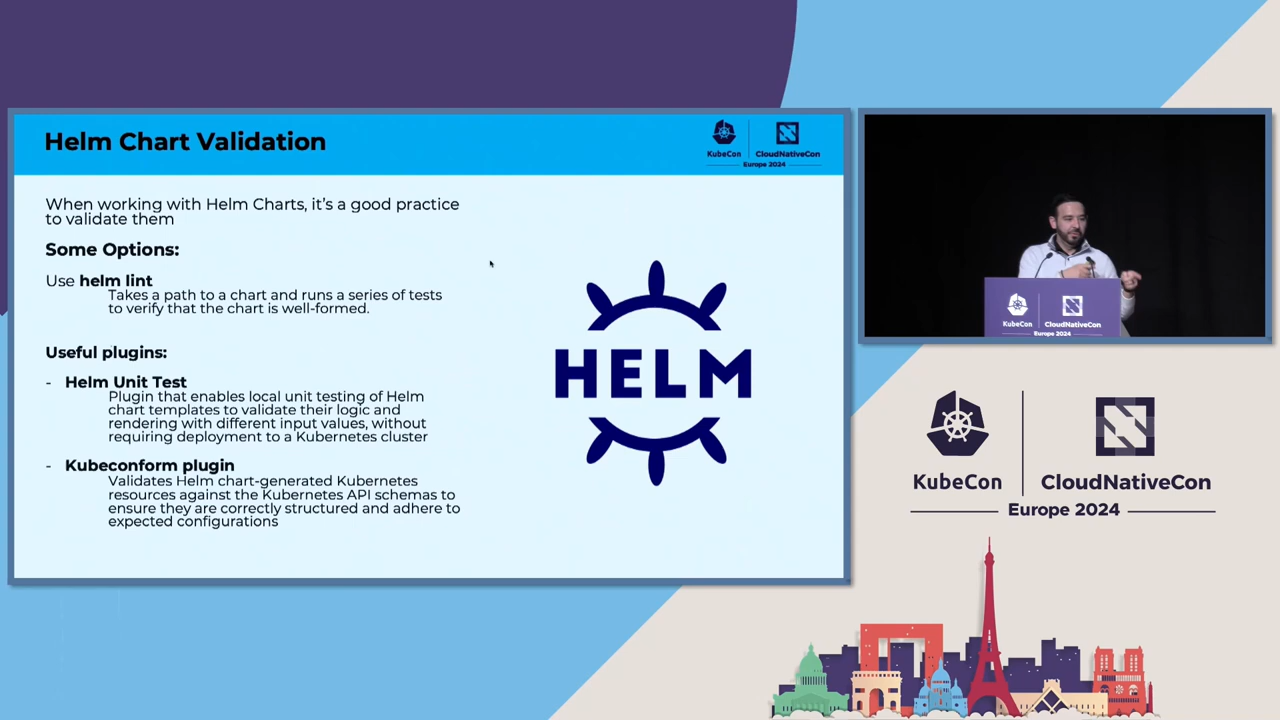 Helm Chart Validation
KubeCon
CloudNativeCon
Europe 2024
When working with Helm Charts, it’s a good practice
to validate them
Some Options:
Use helm lint
Takes a path to a chart and runs a series of tests
to verify that the chart is well-formed.
Useful plugins:
- Helm Unit Test
Plugin that enables local unit testing of Helm
chart templates to validate their logic and
rendering with different input values, without
requiring deployment to a Kubernetes cluster
- Kubeconform plugin
Validates Helm chart-generated Kubernetes
resources against the Kubernetes API schemas to
ensure they are correctly structured and adhere to
expected configurations
HELM
KubeCon
CloudNativeCon
Europe 2024
KubeCon
CloudNativeCon
Europe 2024